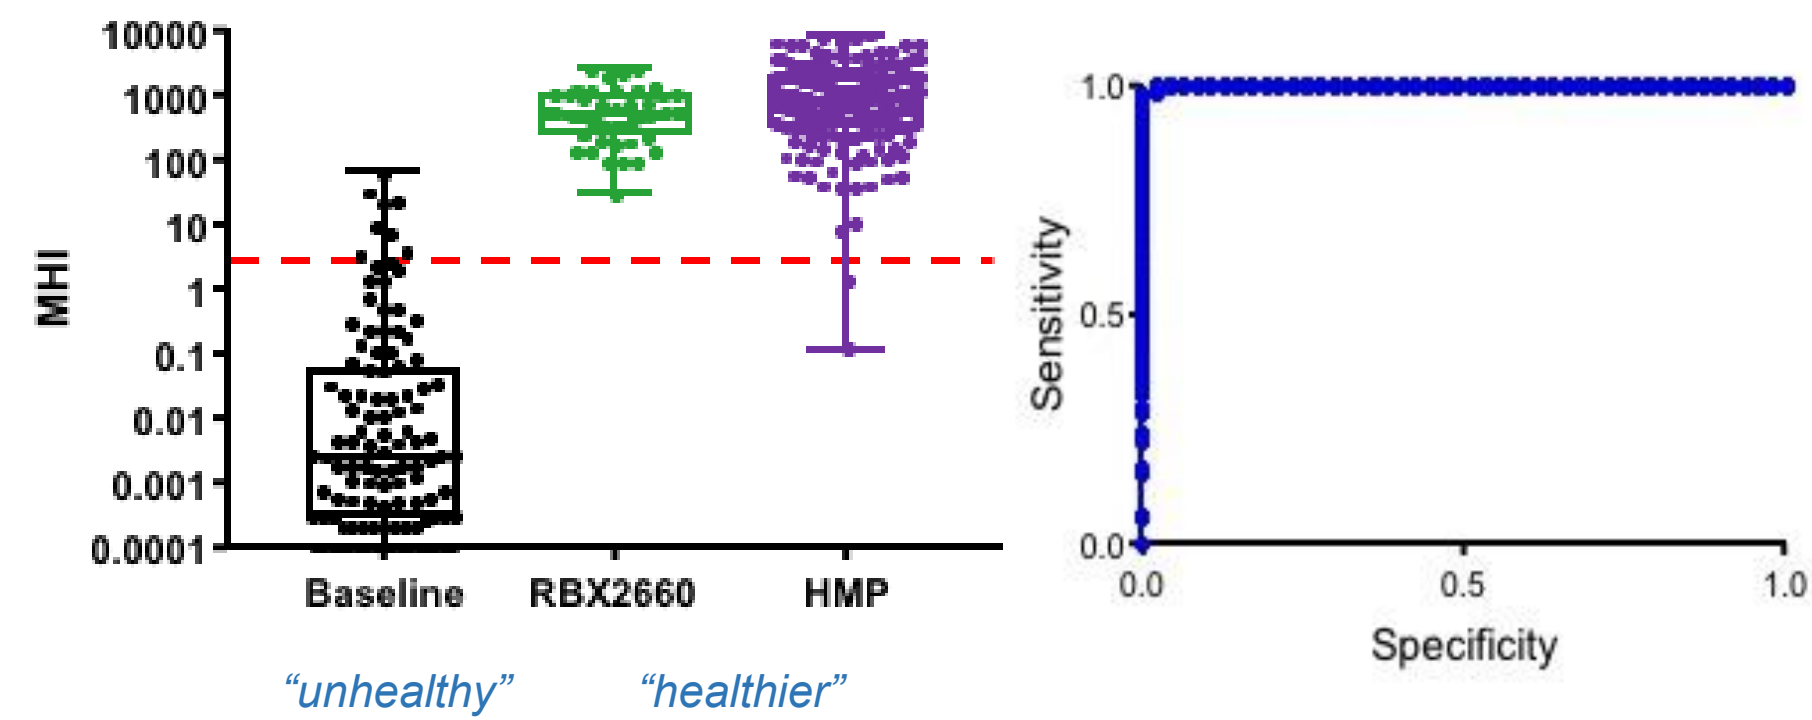 MHI
10000
1000
100
10
1
0.1
0.01
0.001
0.0001
Baseline RBX2660 HMP
“unhealthy” “healthier”
Sensitivity
1.0
0.5
0.0
0.0 0.5 1.0
Specificity